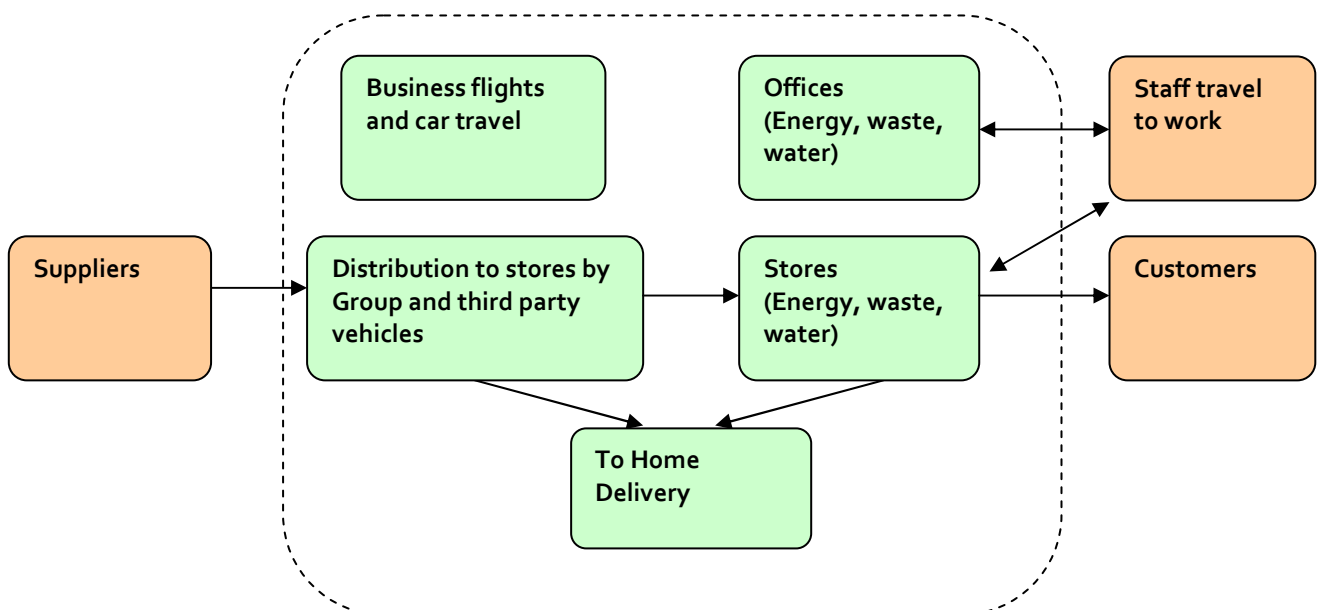 Business flights
and car travel
Offices
(Energy, waste,
water)
Staff travel
to work
Suppliers
Distribution to stores by
Group and third party
vehicles
Stores
(Energy, waste,
water)
Customers
To Home
Delivery